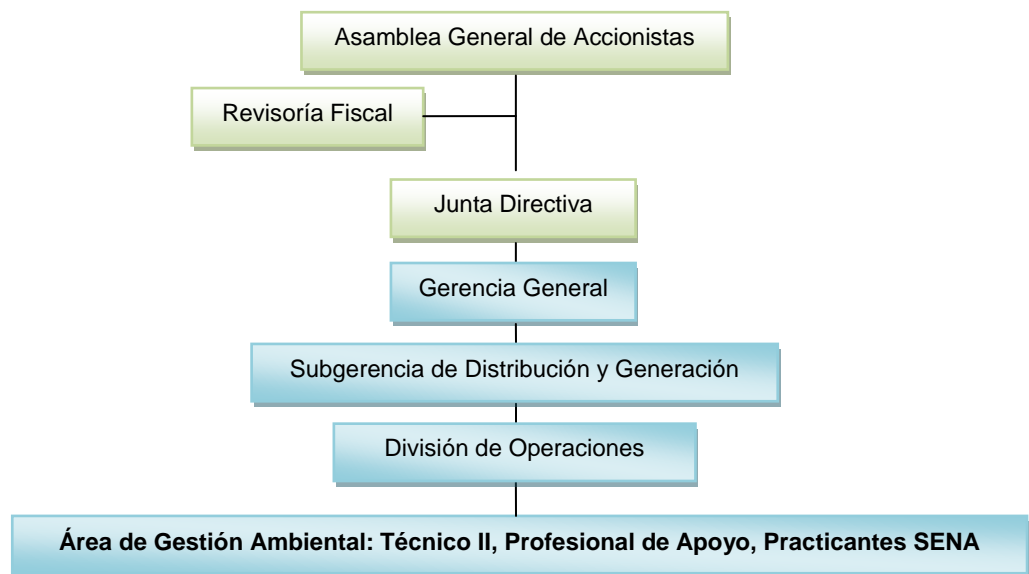 Asamblea General de Accionistas
Revisoría Fiscal
Junta Directiva
Gerencia General
Subgerencia de Distribución y Generación
División de Operaciones
Área de Gestión Ambiental: Técnico II, Profesional de Apoyo, Practicantes SENA